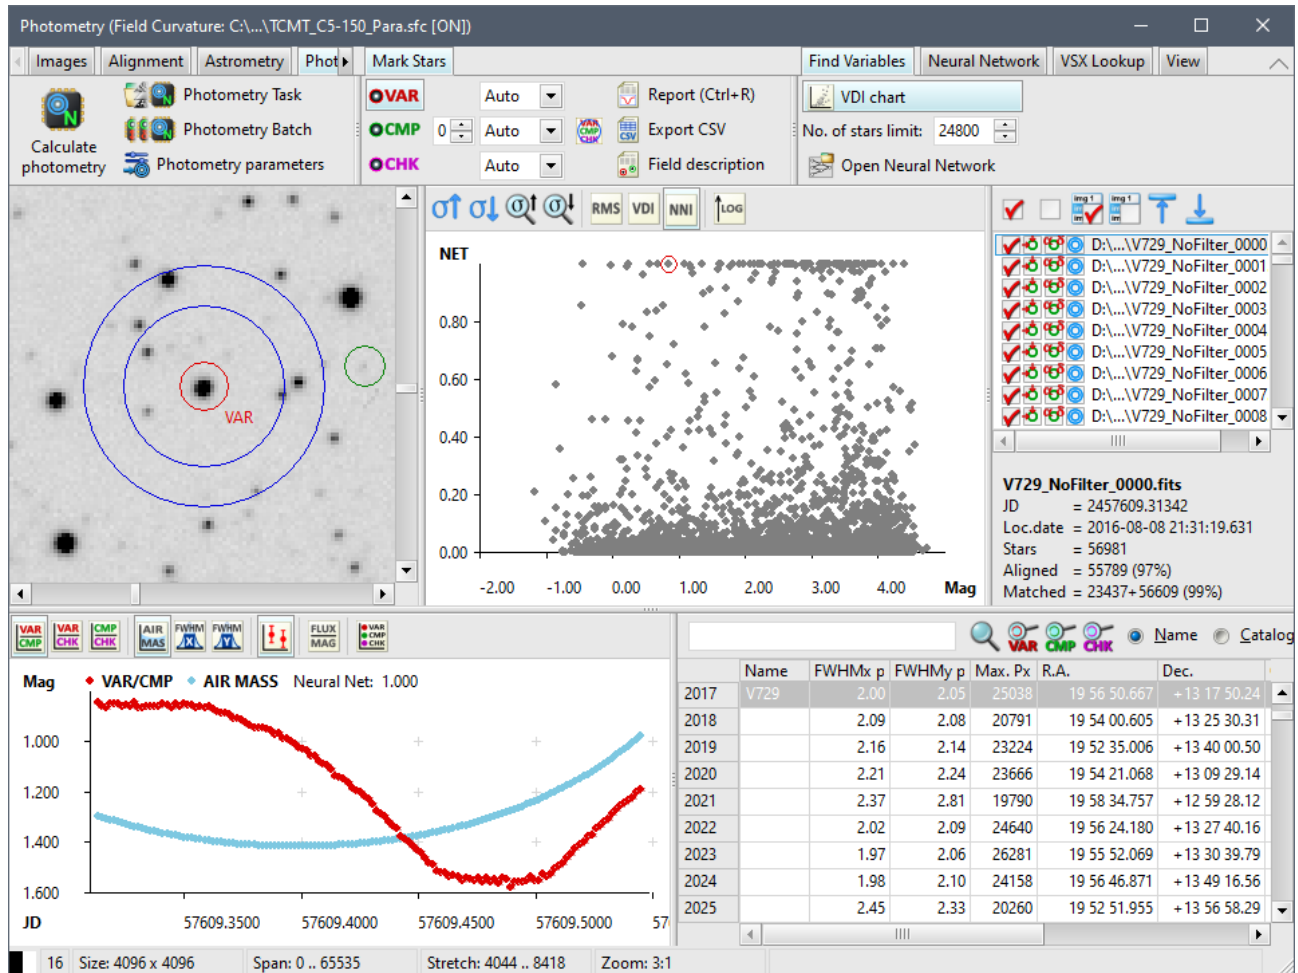 Photometry (Field Curvature: C:\...\TCMT_C5-150_Para.sfc [ON])
Images Alignment Astrometry Phot Mark Stars Find Variables Neural Network VSX Lookup View
Calculate photometry
Photometry Task
Photometry Batch
Photometry parameters
VAR Auto
CMP 0 Auto
CHK Auto
VAR CMP CHK
Report (Ctrl+R)
CSV Export CSV
Field description
VDI chart
No. of stars limit: 24800
Open Neural Network
VAR
RMS VDI NNI LOG
NET
0.80
0.60
0.40
0.20
0.00
-2.00 -1.00 0.00 1.00 2.00 3.00 4.00 Mag
D:\...\V729_NoFilter_0000
D:\...\V729_NoFilter_0001
D:\...\V729_NoFilter_0002
D:\...\V729_NoFilter_0003
D:\...\V729_NoFilter_0004
D:\...\V729_NoFilter_0005
D:\...\V729_NoFilter_0006
D:\...\V729_NoFilter_0007
D:\...\V729_NoFilter_0008
V729_NoFilter_0000.fits
JD = 2457609.31342
Loc.date = 2016-08-08 21:31:19.631
Stars = 56981
Aligned = 55789 (97%)
Matched = 23437+56609 (99%)
VAR CMP VAR CHK CMP CHK AIR MAS FWHM X FWHM Y FLUX MAG VAR CMP CHK
Mag VAR/CMP AIR MASS Neural Net: 1.000
1.000
1.200
1.400
1.600
JD 57609.3500 57609.4000 57609.4500 57609.5000
VAR CMP CHK Name Catalog
Name FWHMx p FWHMy p Max. Px R.A. Dec.
2017 V729 2.00 2.05 25038 19 56 50.667 +13 17 50.24
2018 2.09 2.08 20791 19 54 00.605 +13 25 30.31
2019 2.16 2.14 23224 19 52 35.006 +13 40 00.50
2020 2.21 2.24 23666 19 54 21.068 +13 09 29.14
2021 2.37 2.81 19790 19 58 34.757 +12 59 28.12
2022 2.02 2.09 24640 19 56 24.180 +13 27 40.16
2023 1.97 2.06 26281 19 55 52.069 +13 30 39.79
2024 1.98 2.10 24158 19 56 46.871 +13 49 16.56
2025 2.45 2.33 20260 19 52 51.955 +13 56 58.29
16 Size: 4096 x 4096 Span: 0 .. 65535 Stretch: 4044 .. 8418 Zoom: 3:1